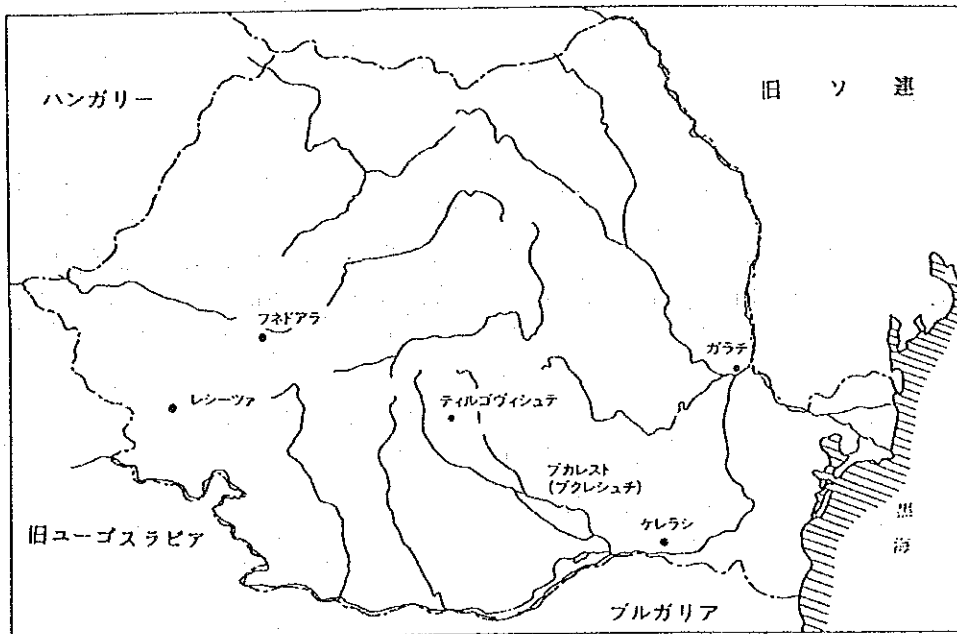 ハンガリー
旧ソ連
フネドアラ
ガラチ
レシーツァ
ティルゴヴィシュテ
ブカレスト
(ブクレシュチ)
ケレラシ
旧ユーゴスラビア
黒海
ブルガリア